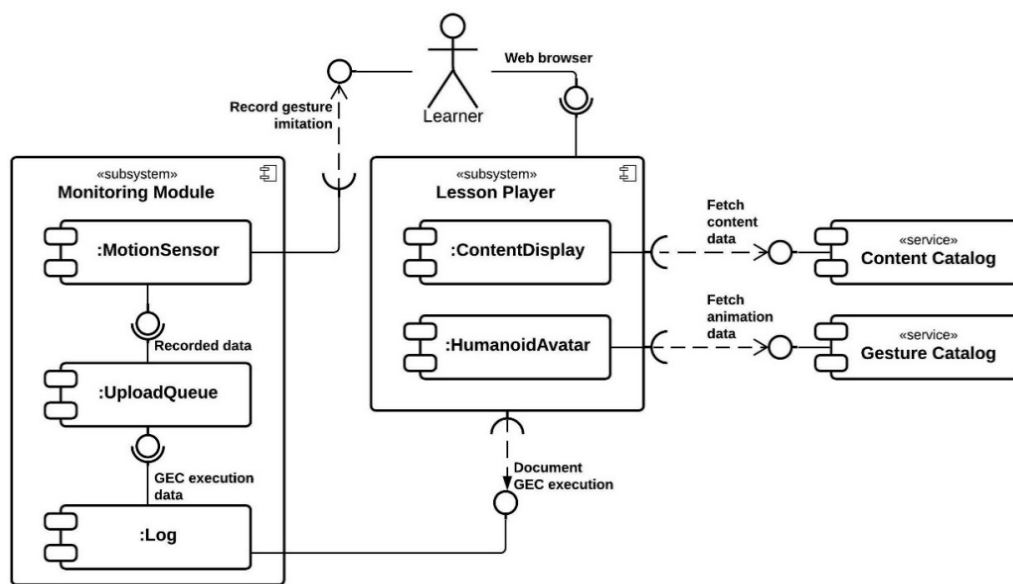 Web browser
Record gesture
imitation
Learner
«subsystem»
Monitoring Module
:MotionSensor
Recorded data
:UploadQueue
GEC execution
data
:Log
«subsystem»
Lesson Player
:ContentDisplay
:HumanoidAvatar
Fetch
content
data
«service»
Content Catalog
Fetch
animation
data
«service»
Gesture Catalog
Document
GEC execution